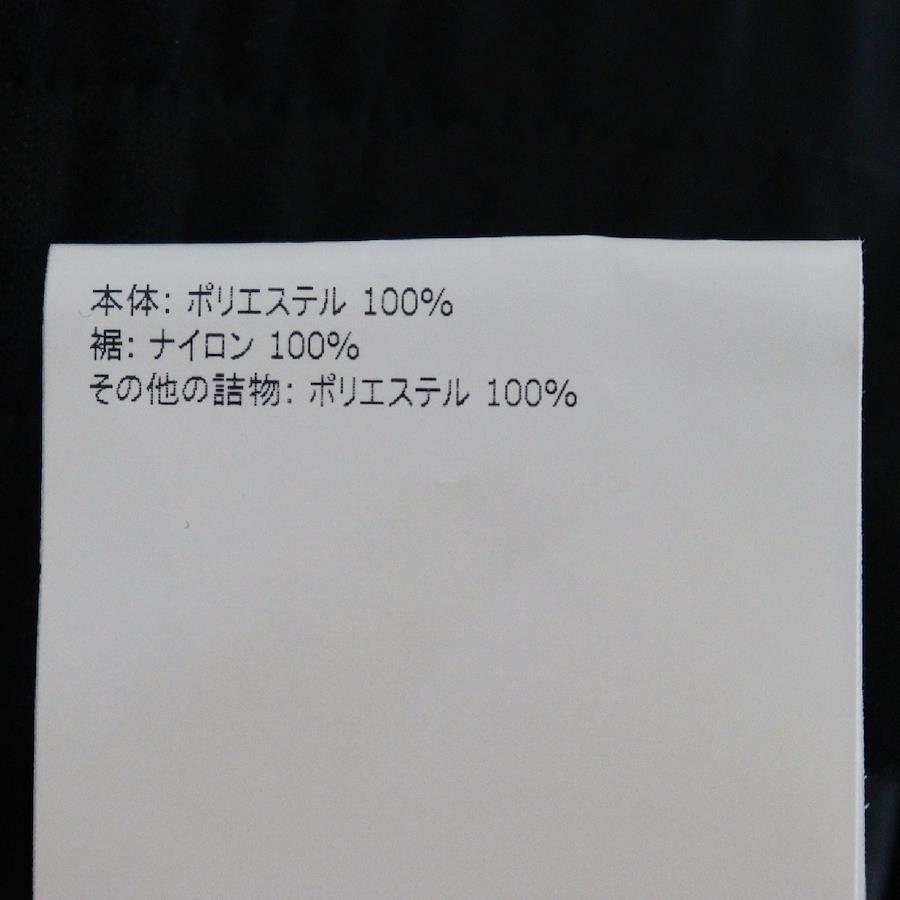 本体: ポリエステル 100%
裾: ナイロン 100%
その他の詰物: ポリエステル 100%